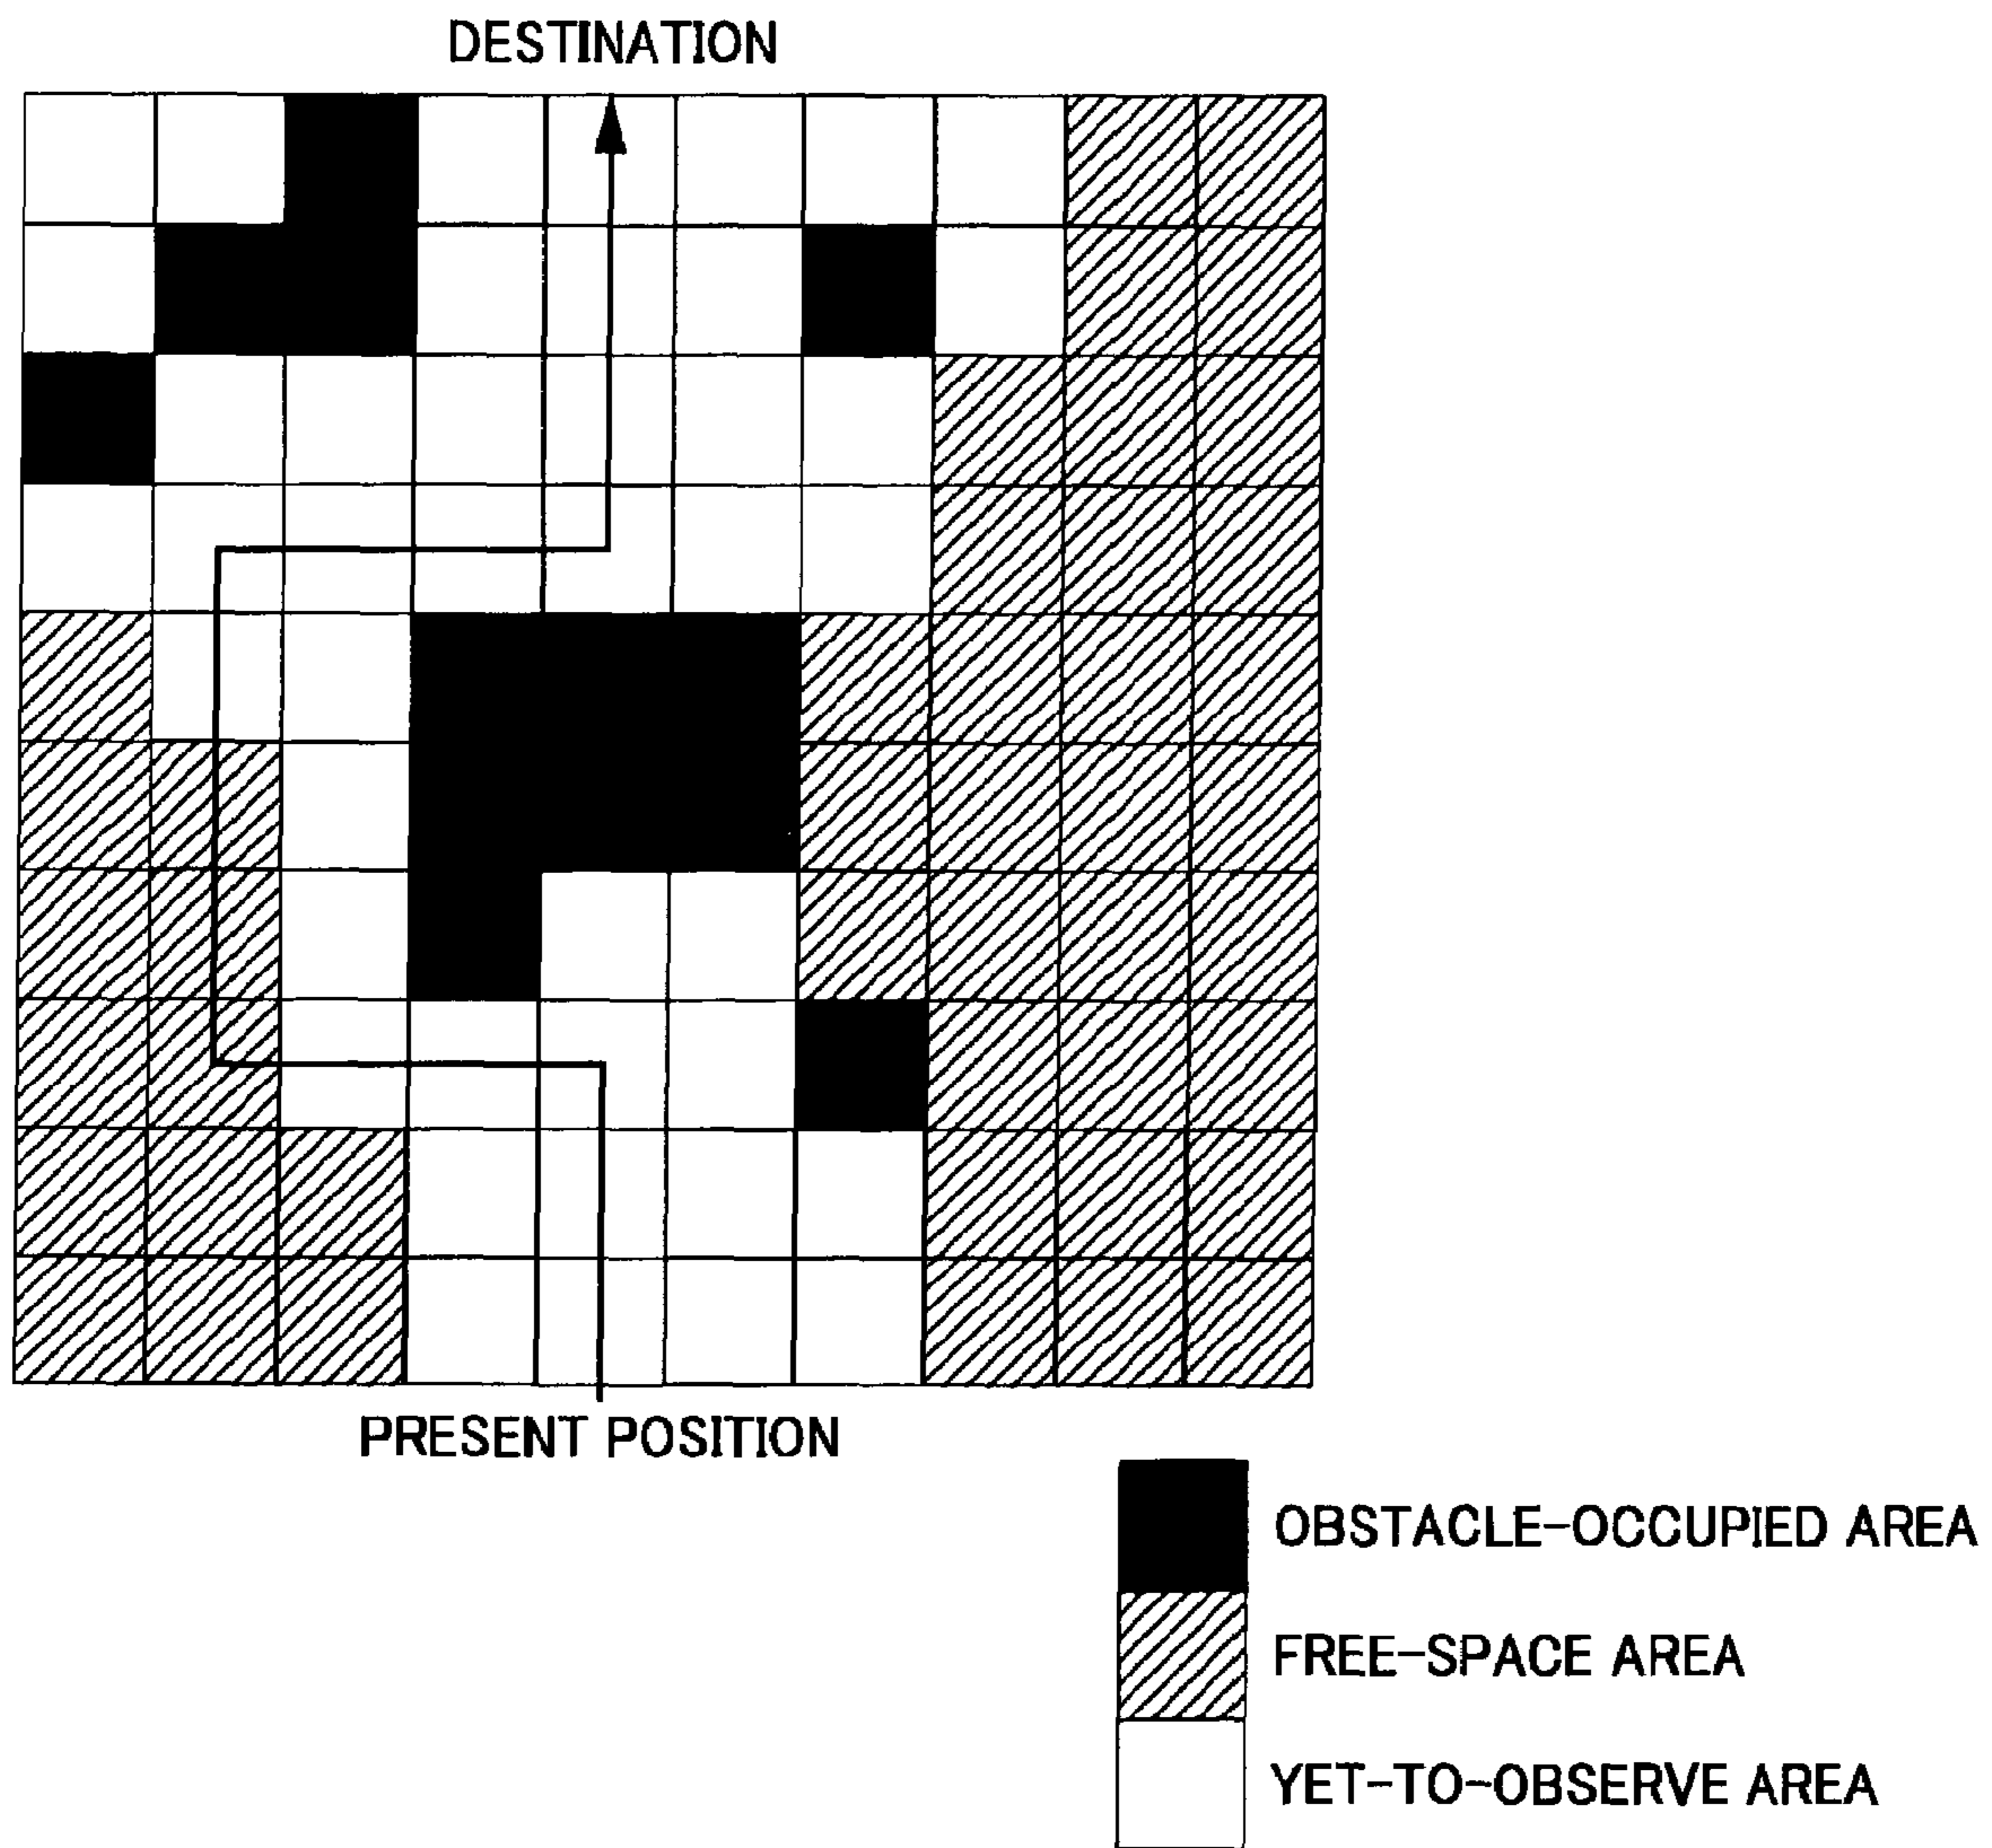 DESTINATION
PRESENT POSITION
OBSTACLE-OCCUPIED AREA
FREE-SPACE AREA
YET-TO-OBSERVE AREA